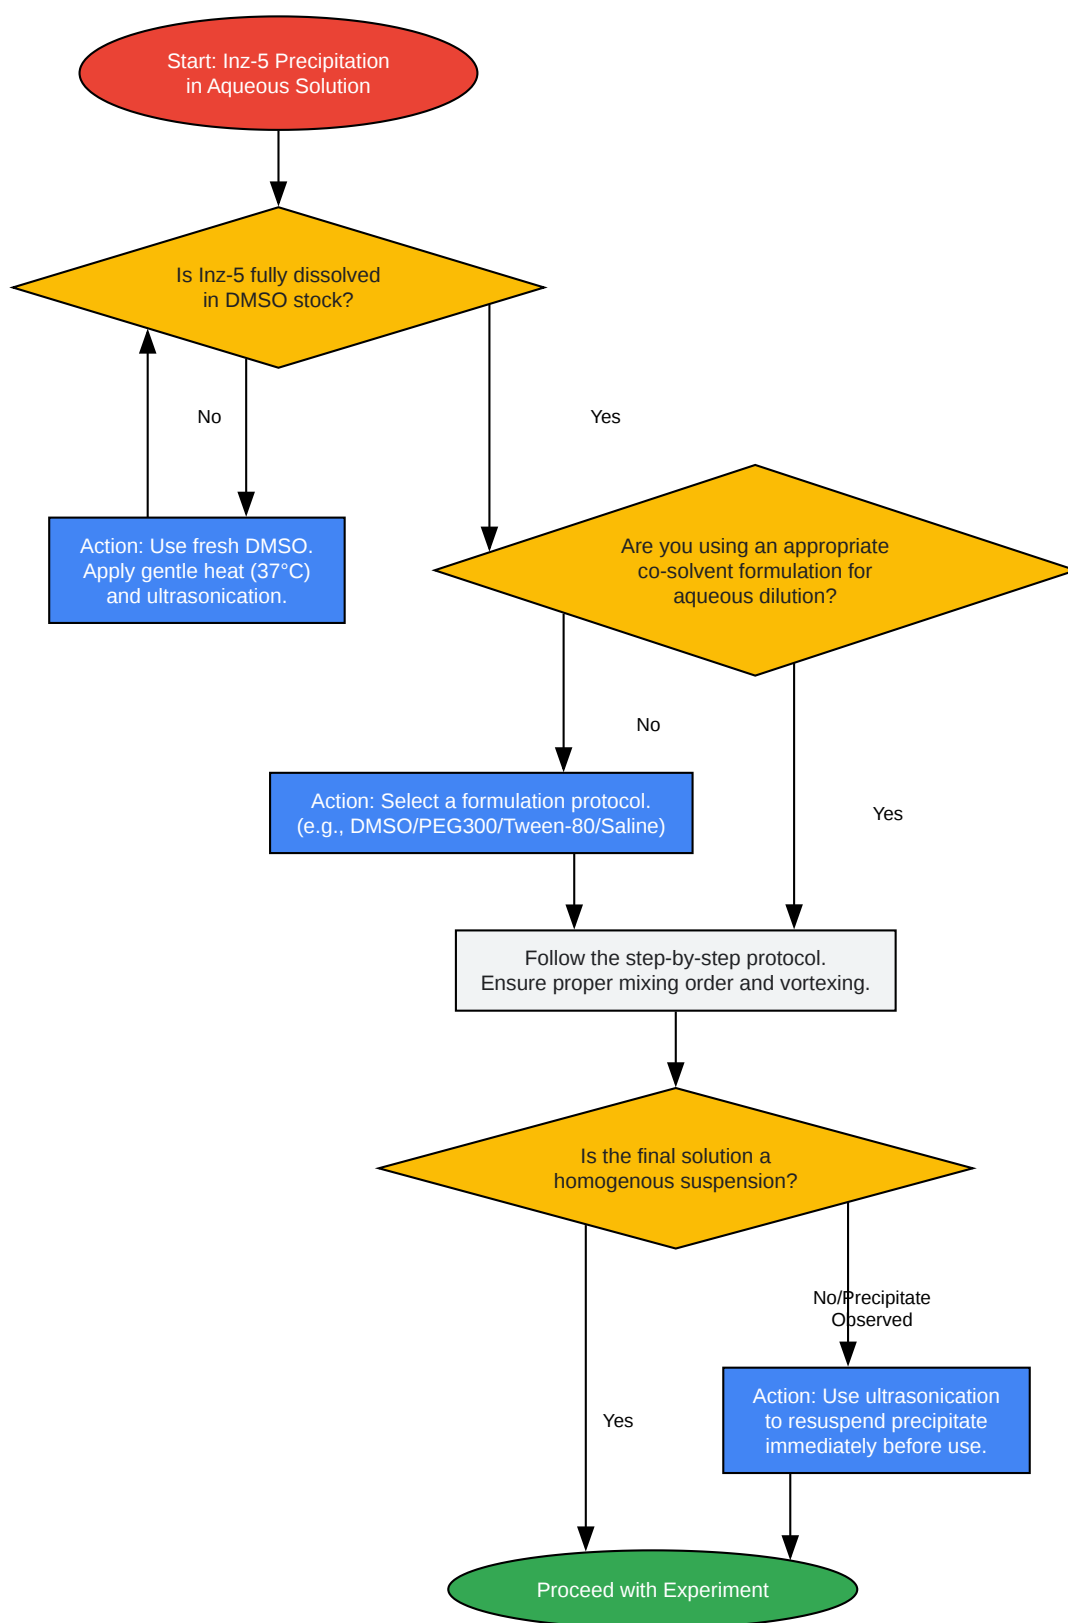 Start: Inz-5 Precipitation
in Aqueous Solution
Is Inz-5 fully dissolved
in DMSO stock?
No
Yes
Action: Use fresh DMSO.
Apply gentle heat (37°C)
and ultrasonication.
Are you using an appropriate
co-solvent formulation for
aqueous dilution?
No
Action: Select a formulation protocol.
(e.g., DMSO/PEG300/Tween-80/Saline)
Yes
Follow the step-by-step protocol.
Ensure proper mixing order and vortexing.
Is the final solution a
homogenous suspension?
No/Precipitate
Observed
Yes
Action: Use ultrasonication
to resuspend precipitate
immediately before use.
Proceed with Experiment